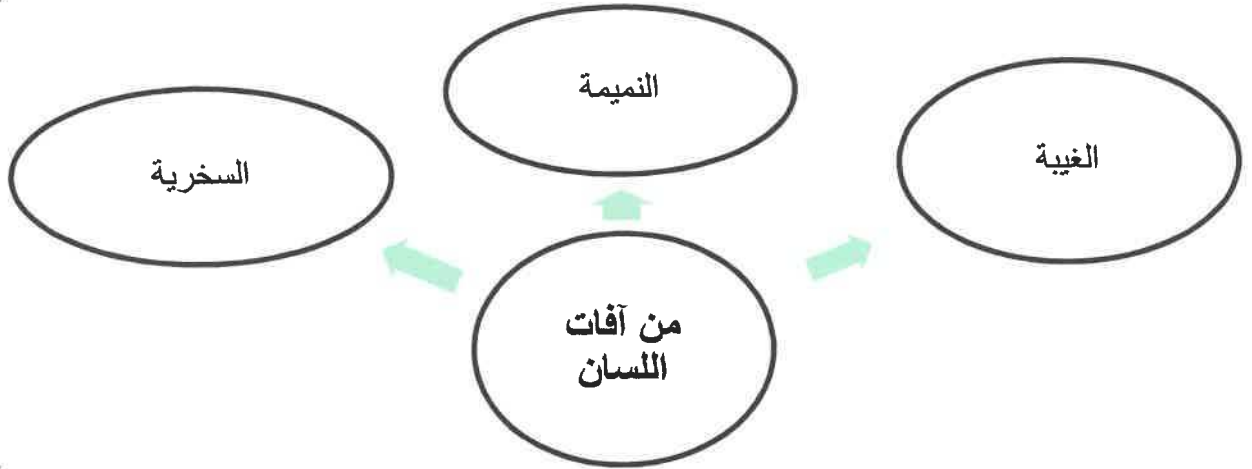 النميمة
الغيبة
السخرية
من آفات
اللسان